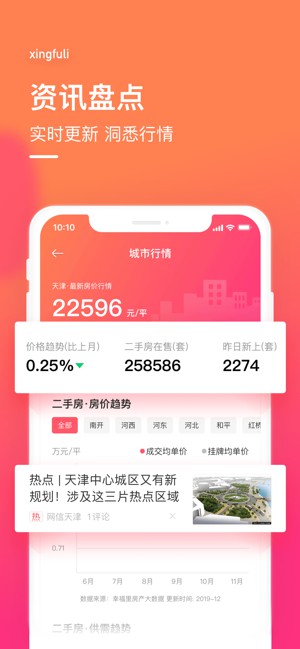 xingfuli
资讯盘点
实时更新 洞悉行情
10:10
城市行情
天津·最新房价行情
22596 元/平
价格趋势(比上月) 二手房在售(套) 昨日新上(套)
0.25% 258586 2274
二手房·房价趋势
全部 南开 河西 河东 河北 和平 红桥
万元/平 成交均单价 挂牌均单价
热点 | 天津中心城区又有新
规划！涉及这三片热点区域
热 网信天津 1评论
0.71
6月 7月 8月 9月 10月 11月
数据来源：幸福里房产大数据 更新时间: 2019-12
二手房·供需趋势